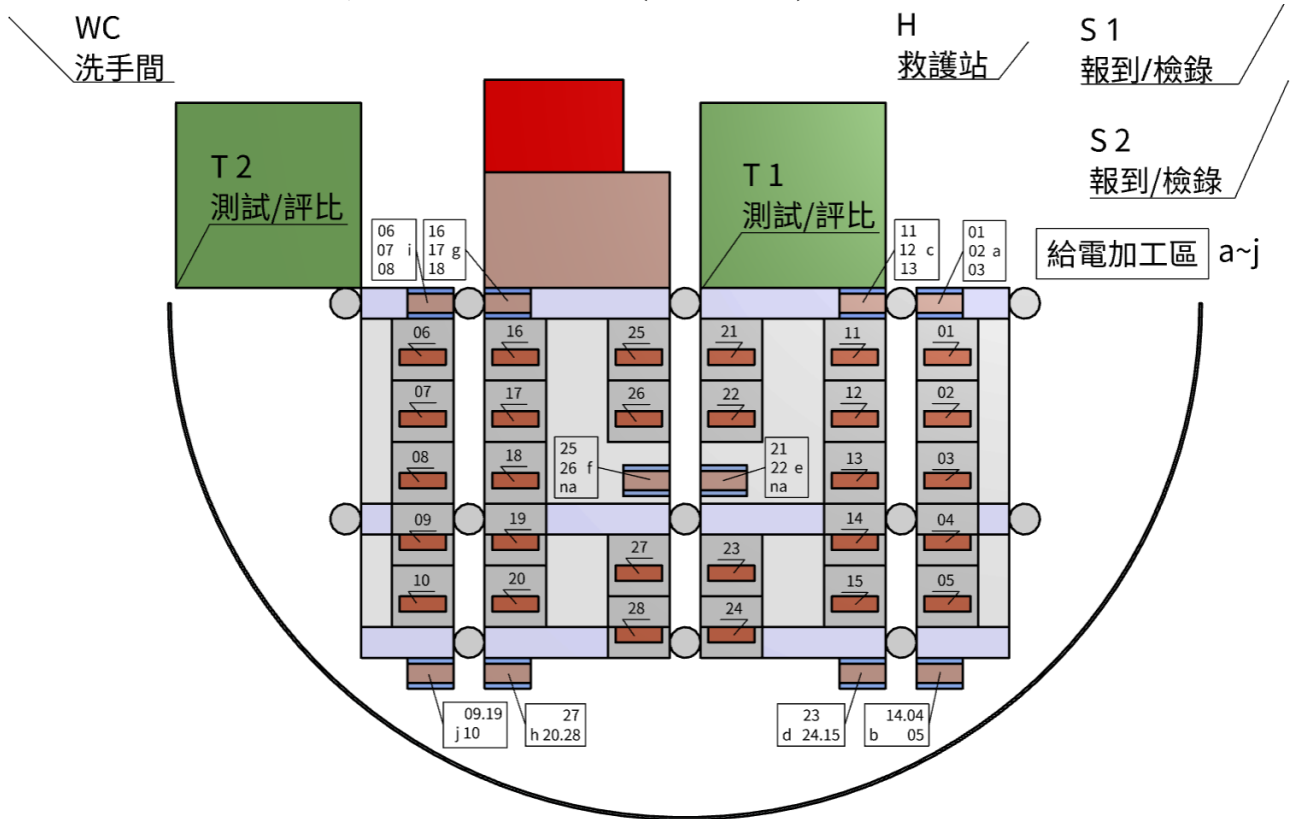 WC
洗手間
H
救護站
S 1
報到/檢錄
S 2
報到/檢錄
T 2
測試/評比
T 1
測試/評比
給電加工區 a~j
06
07 i
08
16
17 g
18
11
12 c
13
01
02 a
03
06 16 25 21 11 01
07 17 26 22 12 02
08 18 13 03
25
26 f
na
21
22 e
na
09 19 14 04
27 23
10 20 15 05
28 24
09.19
j 10
27
h 20.28
23
d 24.15
14.04
b 05